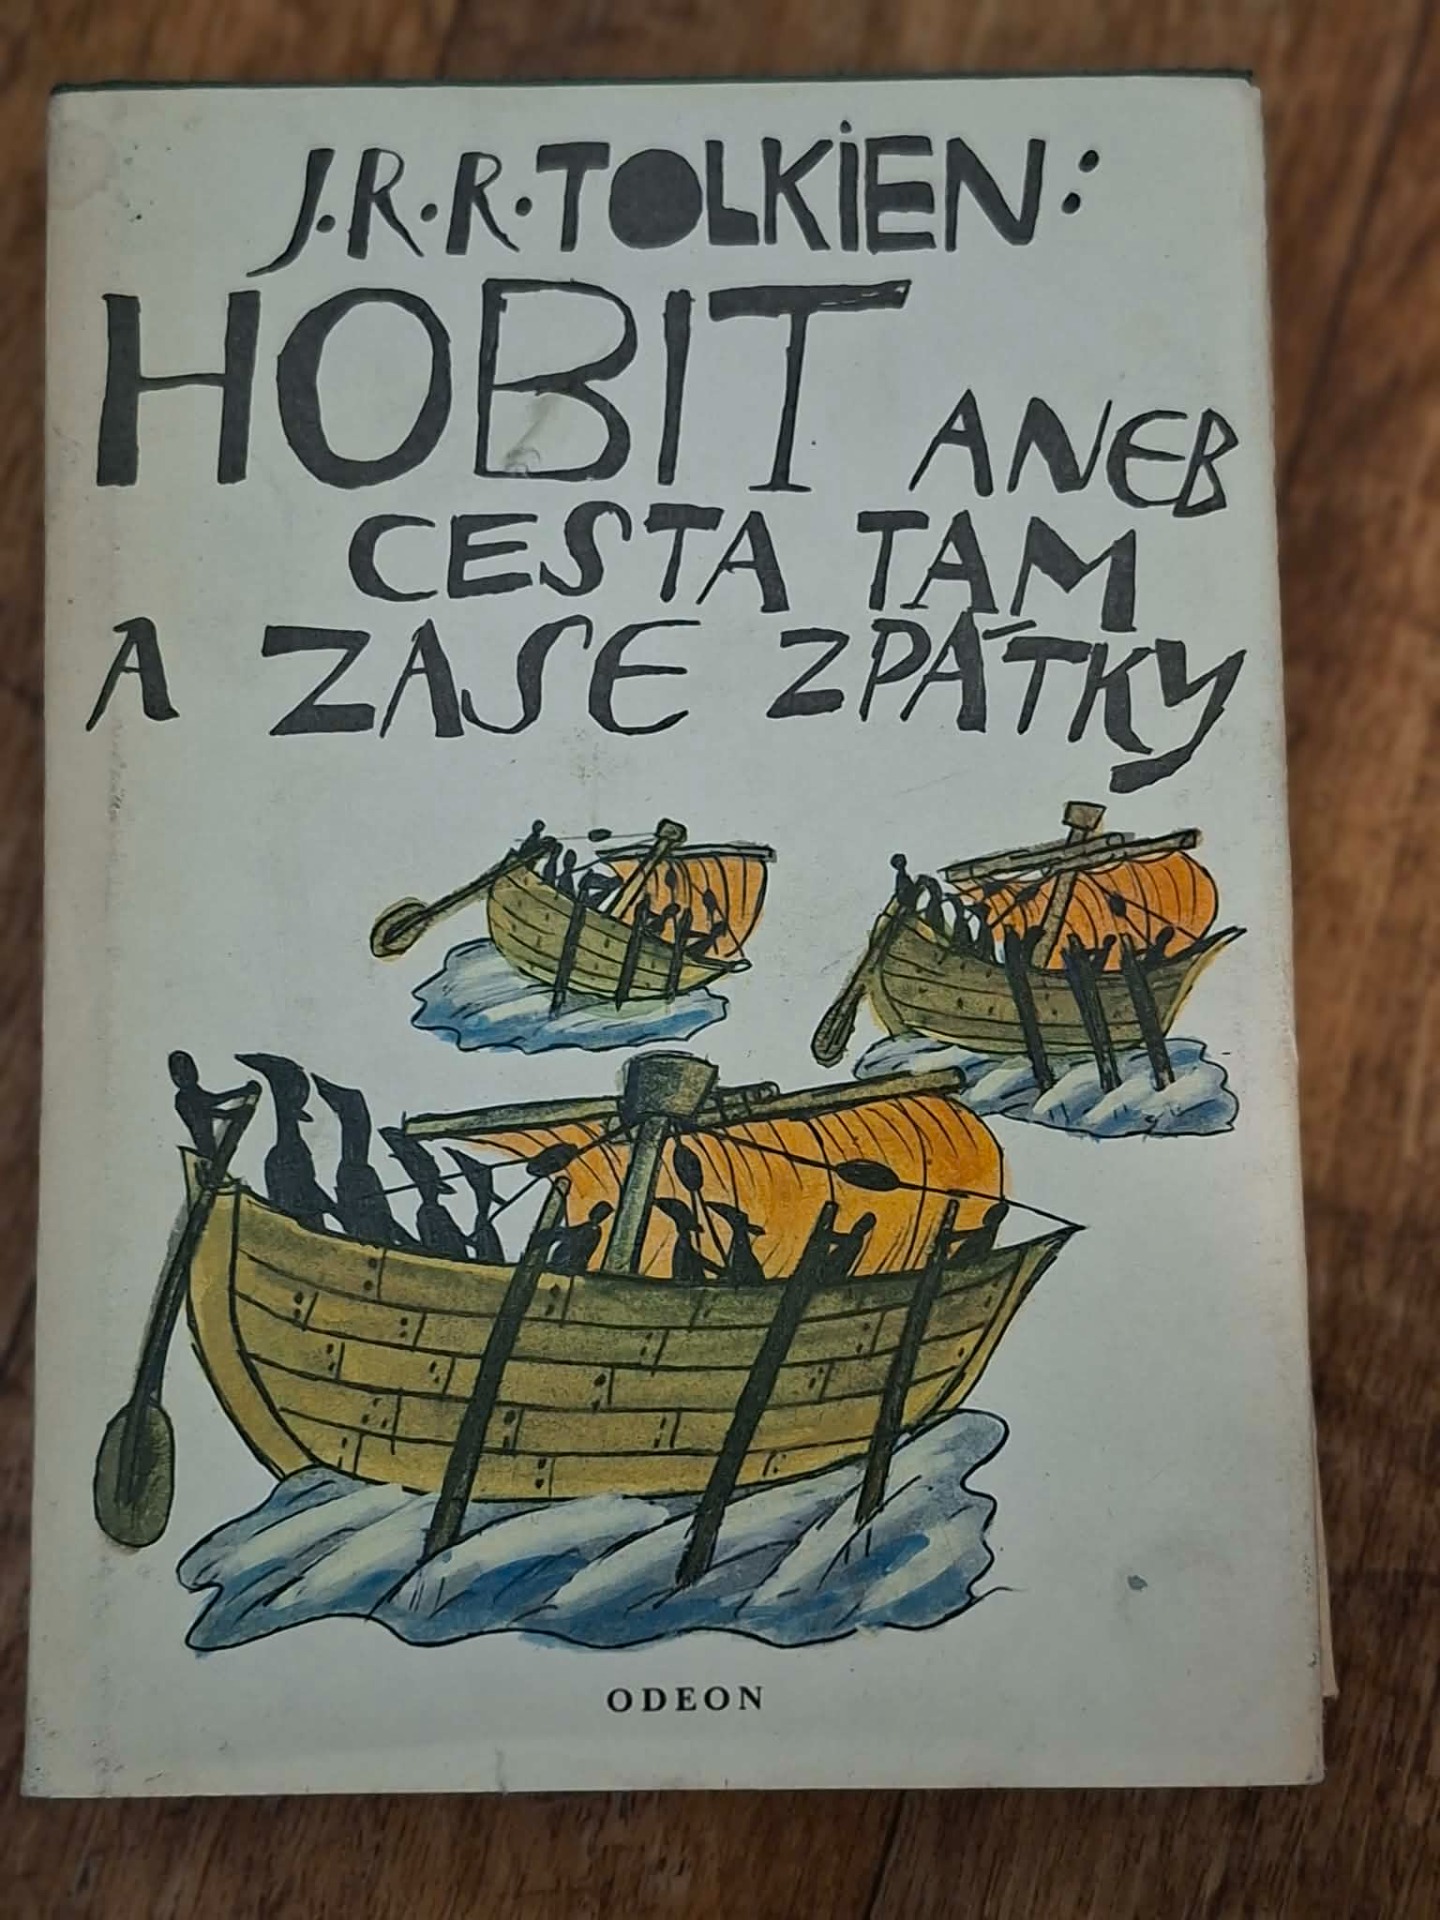 J.R.R. TOLKIEN:
HOBIT ANEB
CESTA TAM
A ZASE ZPÁTKY
ODEON